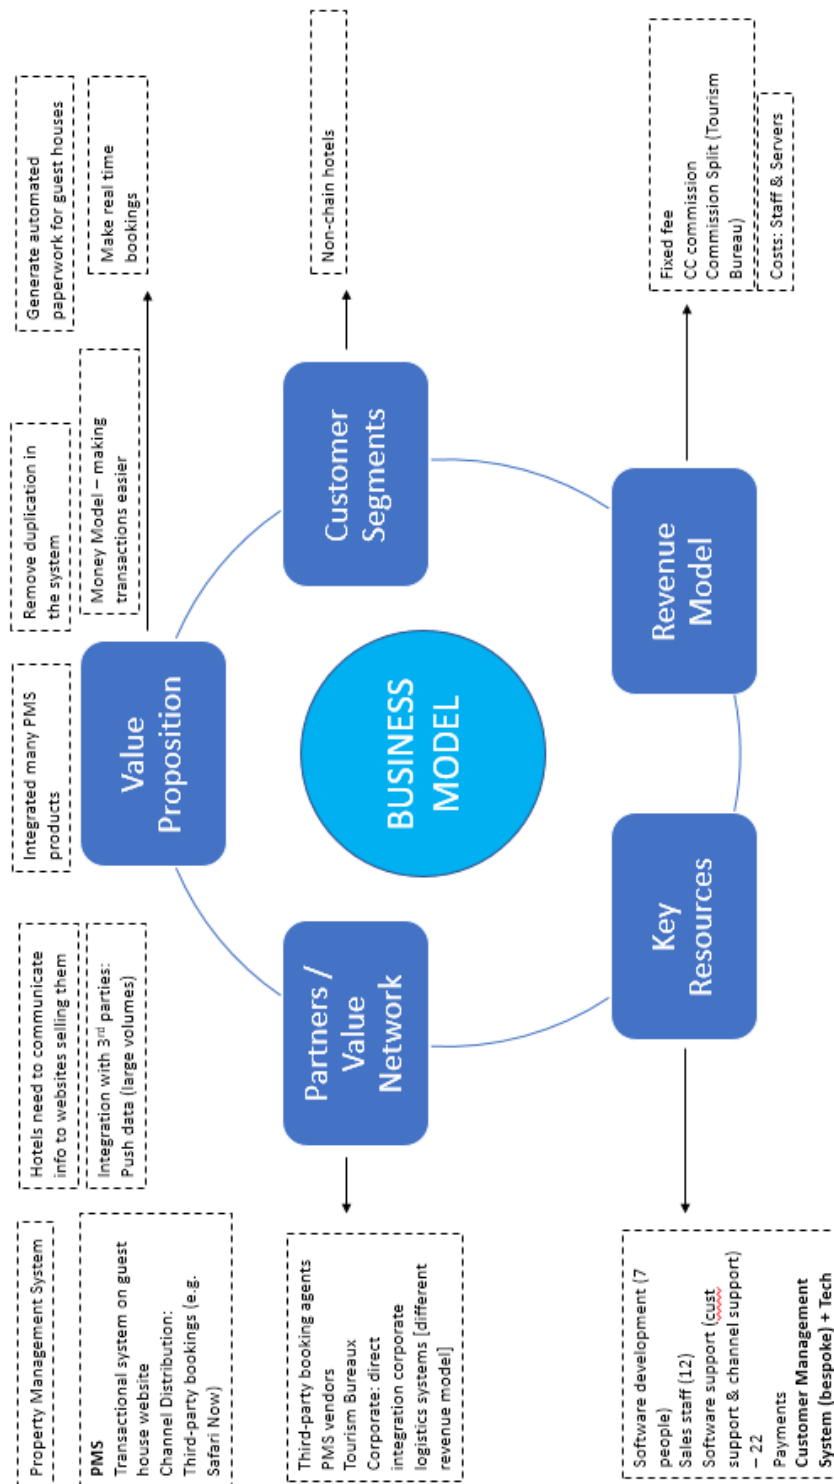 Property Management System
Hotels need to communicate
info to websites selling them
Integrated many PMS
products
Remove duplication in
the system
Generate automated
paperwork for guest houses
PMS
Transactional system on guest
house website
Channel Distribution:
Third-party bookings (e.g.
Safari Now)
Integration with 3rd parties:
Push data (large volumes)
Value
Proposition
Money Model – making
transactions easier
Make real time
bookings
Third-party booking agents
PMS vendors
Tourism Bureaux
Corporate: direct
integration corporate
logistics systems [different
revenue model]
Partners /
Value
Network
BUSINESS
MODEL
Customer
Segments
Non-chain hotels
Software development (7
people)
Sales staff (12)
Software support (cust
support & channel support)
– 22
Payments
Customer Management
System (bespoke) + Tech
Key
Resources
Revenue
Model
Fixed fee
CC commission
Commission Split (Tourism
Bureau)
Costs: Staff & Servers